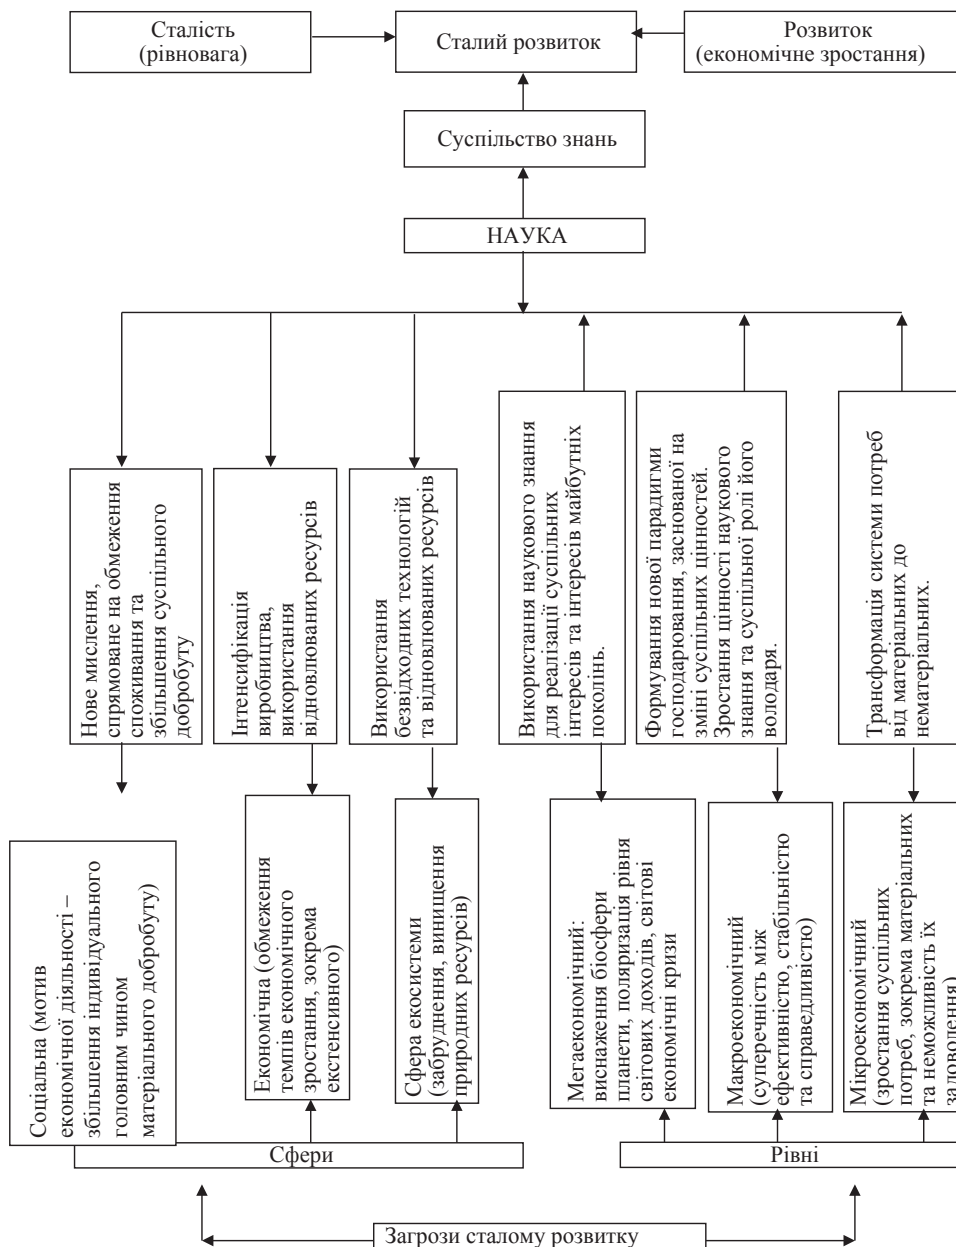 Сталість
(рівновага)
Сталий розвиток
Розвиток
(економічне зростання)
Суспільство знань
НАУКА
Нове мислення,
спрямоване на обмеження
споживання та
збільшення суспільного
добробуту
Інтенсифікація
виробництва,
використання
відновлюваних ресурсів
Використання
безвідходних технологій
та відновлюваних ресурсів
Використання наукового знання
для реалізації суспільних
інтересів та інтересів майбутніх
поколінь.
Формування нової парадигми
господарювання, заснованої на
зміні суспільних цінностей.
Зростання цінності наукового
знання та суспільної ролі його
володаря.
Трансформація системи потреб
від матеріальних до
нематеріальних.
Соціальна (мотив
економічної діяльності –
збільшення індивідуального
головним чином
матеріального добробуту)
Економічна (обмеження
темпів економічного
зростання, зокрема
екстенсивного)
Сфера екосистеми
(забруднення, винищення
природних ресурсів)
Мегаекономічний:
виснаження біосфери
планети, поляризація рівня
світових доходів, світові
економічні кризи
Макроекономічний
(суперечність між
ефективністю, стабільністю
та справедливістю)
Мікроекономічний
(зростання суспільних
потреб, зокрема матеріальних
та неможливість їх
задоволення)
Сфери
Рівні
Загрози сталому розвитку